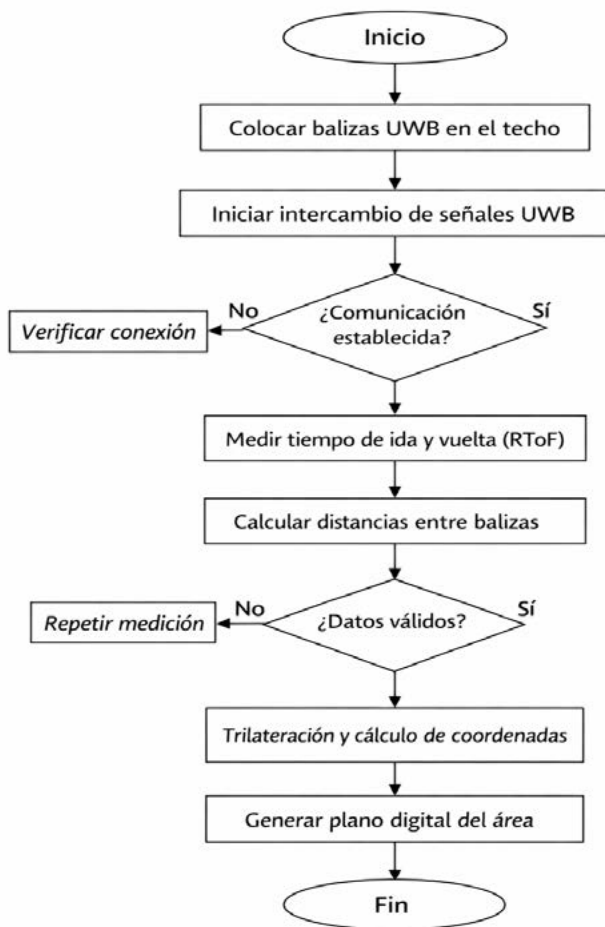 Inicio
Colocar balizas UWB en el techo
Iniciar intercambio de señales UWB
No
¿Comunicación
establecida?
Sí
Verificar conexión
Medir tiempo de ida y vuelta (RToF)
Calcular distancias entre balizas
No
¿Datos válidos?
Sí
Repetir medición
Trilateración y cálculo de coordenadas
Generar plano digital del área
Fin